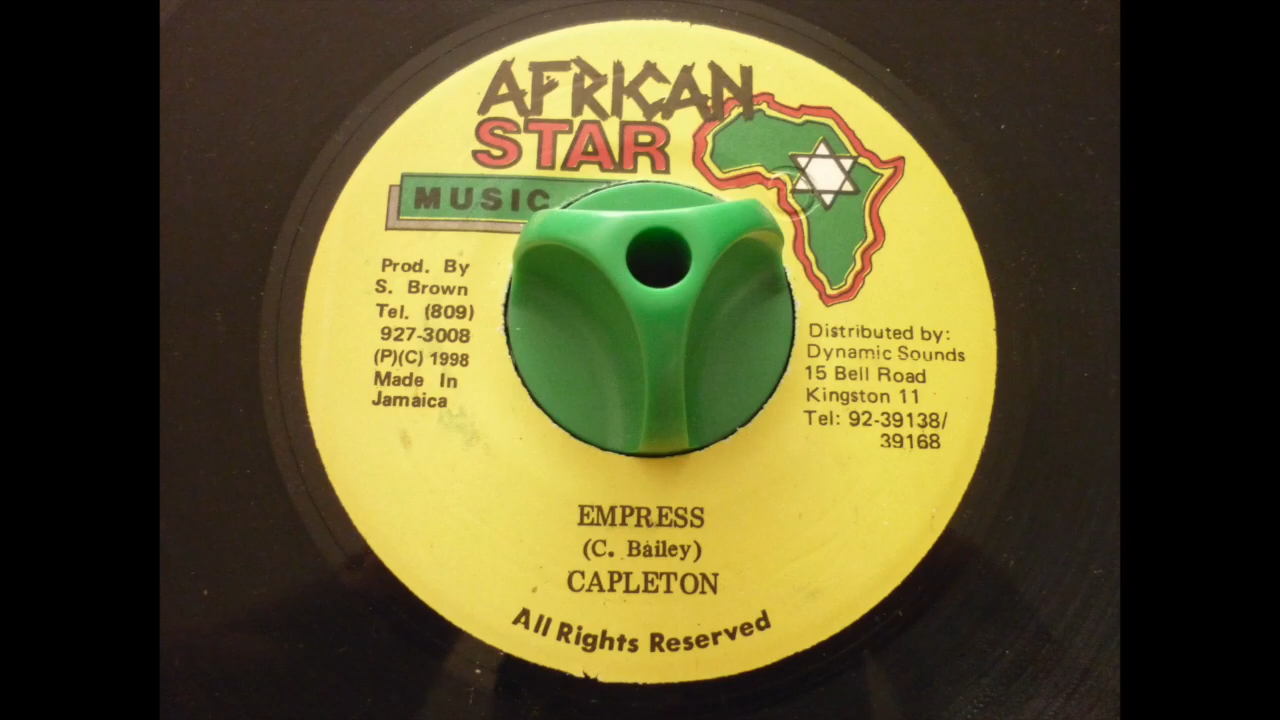 AFRICAN
STAR
MUSIC
Prod. By
S. Brown
Tel. (809)
927-3008
(P)(C) 1998
Made In
Jamaica
Distributed by:
Dynamic Sounds
15 Bell Road
Kingston 11
Tel: 92-39138/
39168
EMPRESS
(C. Bailey)
CAPLETON
All Rights Reserved